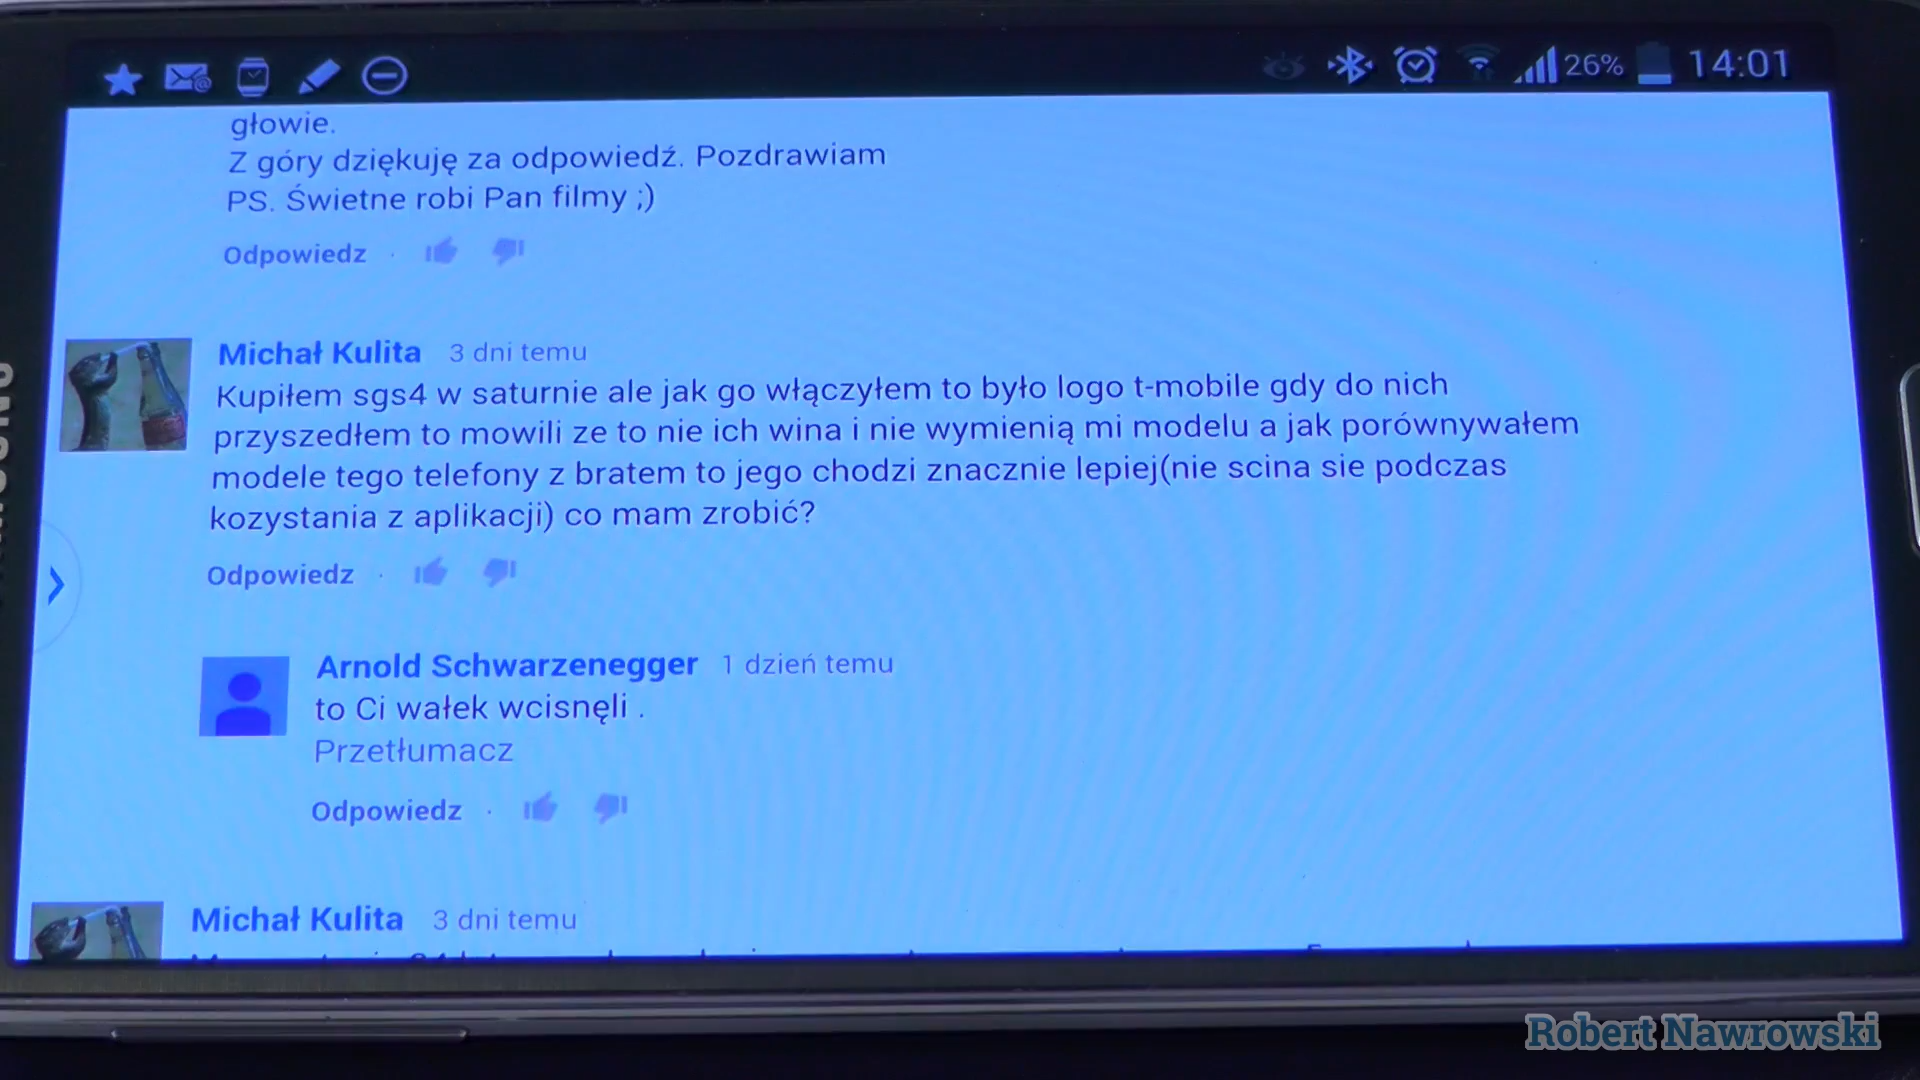 26% 14:01
głowie.
Z góry dziękuję za odpowiedź. Pozdrawiam
PS. Świetne robi Pan filmy ;)
Odpowiedz ·
Michał Kulita 3 dni temu
Kupiłem sgs4 w saturnie ale jak go włączyłem to było logo t-mobile gdy do nich
przyszedłem to mowili ze to nie ich wina i nie wymienią mi modelu a jak porównywałem
modele tego telefony z bratem to jego chodzi znacznie lepiej(nie scina sie podczas
kozystania z aplikacji) co mam zrobić?
Odpowiedz ·
Arnold Schwarzenegger 1 dzień temu
to Ci wałek wcisnęli .
Przetłumacz
Odpowiedz ·
Michał Kulita 3 dni temu
Robert Nawrowski